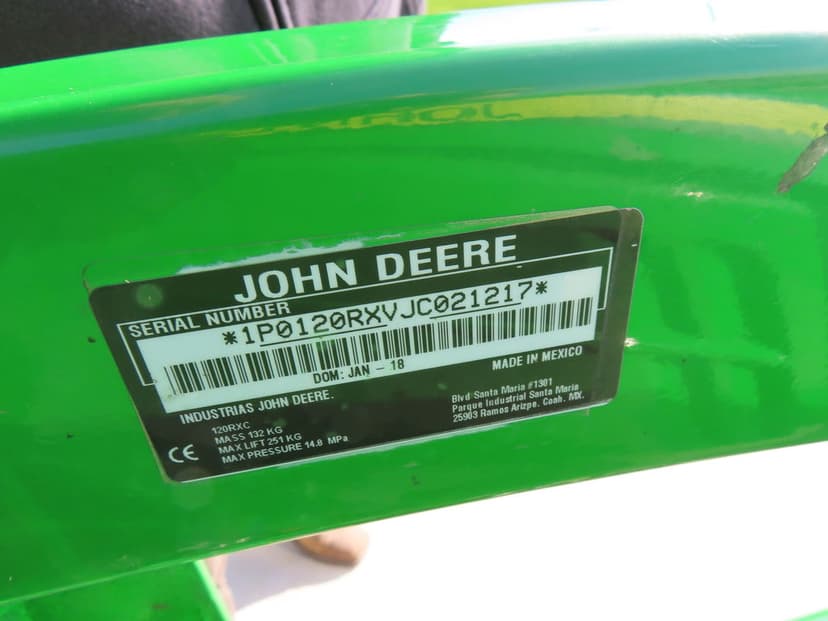 JOHN DEERE
SERIAL NUMBER
*1P0120RXVJC021217*
DOM: JAN - 18
MADE IN MEXICO
INDUSTRIAS JOHN DEERE.
Blvd Santa Maria #1301
Parque Industrial Santa Maria
25903 Ramos Arizpe. Coah. MX.
CE
120RXC
MASS 132 KG
MAX LIFT 251 KG
MAX PRESSURE 14.8 MPa